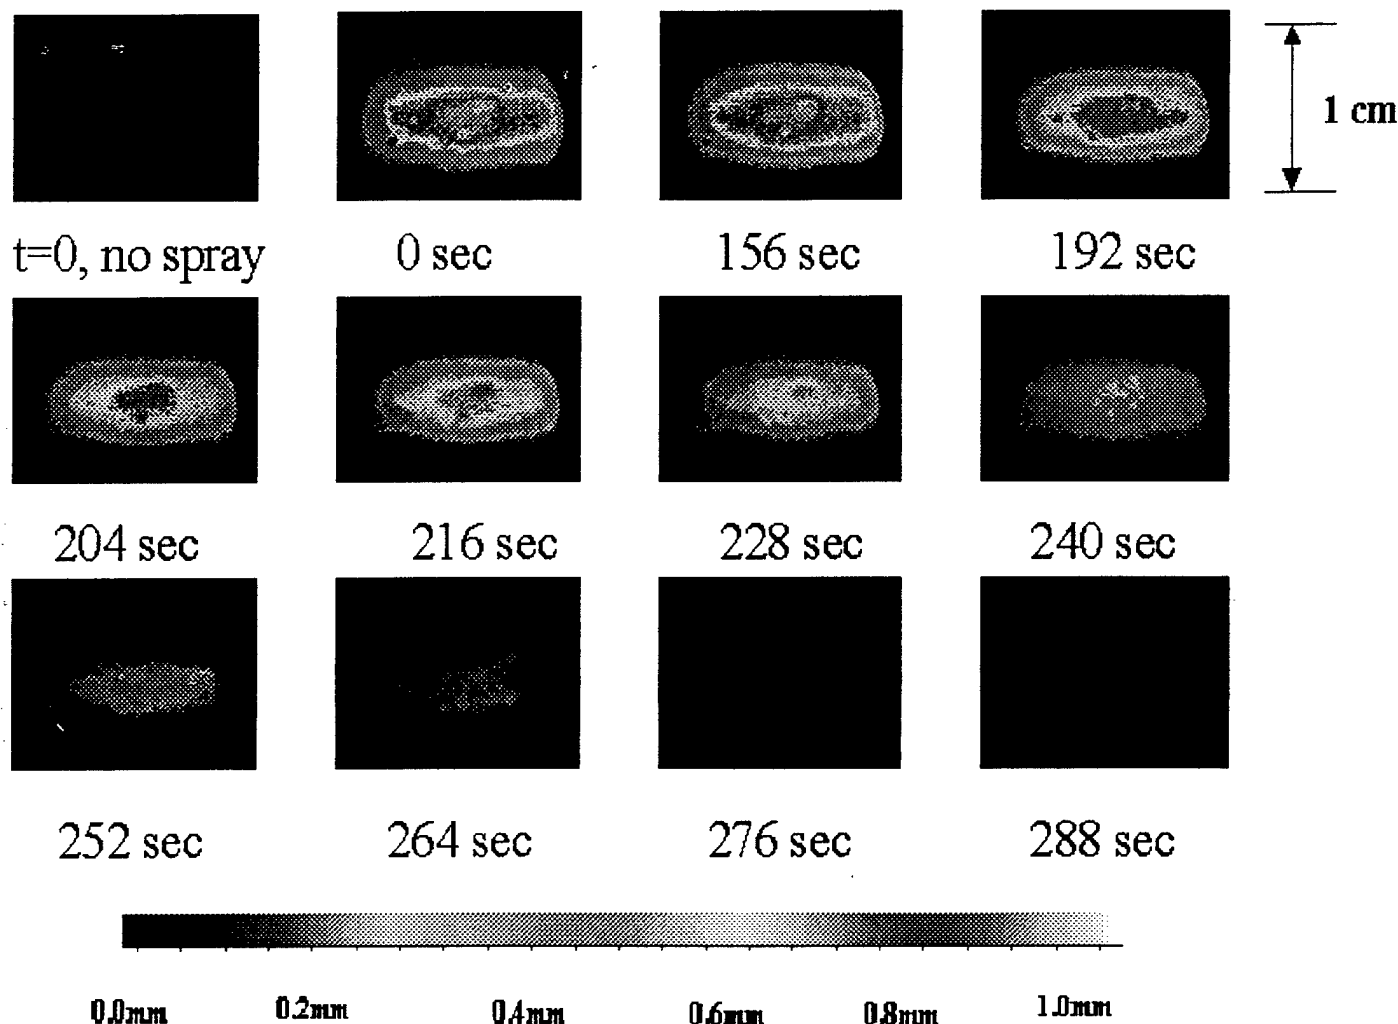 1 cm
t=0, no spray
0 sec
156 sec
192 sec
204 sec
216 sec
228 sec
240 sec
252 sec
264 sec
276 sec
288 sec
0.0mm
0.2mm
0.4mm
0.6mm
0.8mm
1.0mm